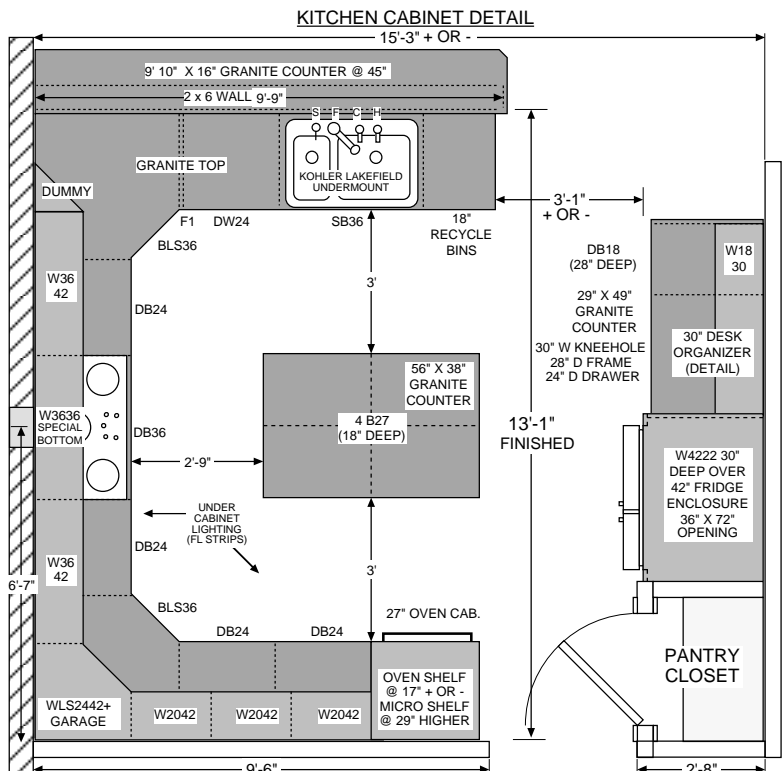 KITCHEN CABINET DETAIL
15'-3" + OR -
9' 10" X 16" GRANITE COUNTER @ 45"
2 x 6 WALL 9'-9"
S F C H
GRANITE TOP
KOHLER LAKEFIELD
UNDERMOUNT
DUMMY
3'-1"
+ OR -
F1 DW24 SB36 18"
RECYCLE
BINS
BLS36
DB18
(28" DEEP)
W18
30
W36
42
3'
DB24
29" X 49"
GRANITE
COUNTER
30" W KNEEHOLE
28" D FRAME
24" D DRAWER
30" DESK
ORGANIZER
(DETAIL)
56" X 38"
GRANITE
COUNTER
4 B27
(18" DEEP)
13'-1"
FINISHED
W3636
SPECIAL
BOTTOM
DB36
2'-9"
W4222 30"
DEEP OVER
42" FRIDGE
ENCLOSURE
36" X 72"
OPENING
UNDER
CABINET
LIGHTING
(FL STRIPS)
DB24
W36
42
3'
6'-7"
BLS36
27" OVEN CAB.
DB24 DB24
PANTRY
CLOSET
OVEN SHELF
@ 17" + OR -
MICRO SHELF
@ 29" HIGHER
WLS2442+
GARAGE
W2042 W2042 W2042
9'-6"
2'-8"